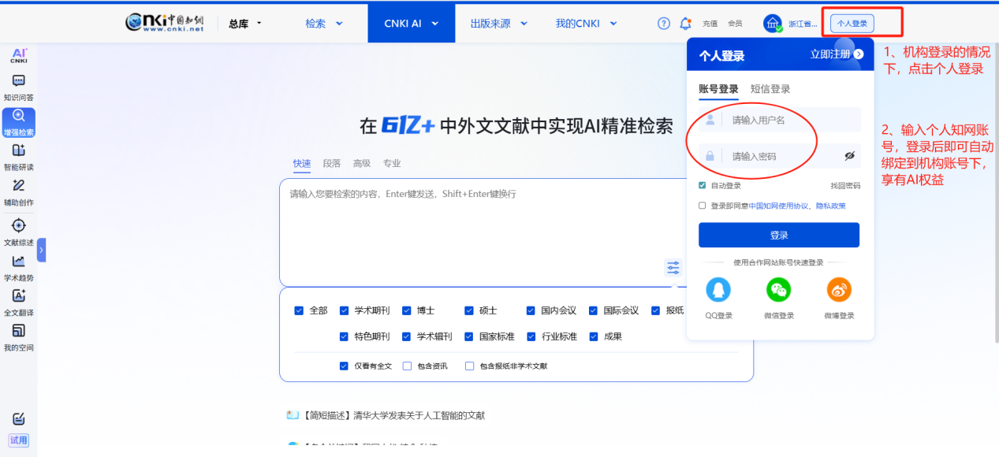 CNKI中国知网
www.cnki.net
总库
检索
CNKI AI
出版来源
我的CNKI
充值
会员
浙江省...
个人登录
AI+
CNKI
知识问答
增强检索
智能研读
辅助创作
文献综述
学术趋势
全文翻译
我的空间
试用
在 612+ 中外文文献中实现AI精准检索
快速 段落 高级 专业
请输入您要检索的内容，Enter键发送，Shift+Enter键换行
全部 学术期刊 博士 硕士 国内会议 国际会议 报纸
特色期刊 学术辑刊 国家标准 行业标准 成果
仅看有全文 包含资讯 包含报纸非学术文献
【简短描述】清华大学发表关于人工智能的文献
个人登录
立即注册
账号登录 短信登录
请输入用户名
请输入密码
自动登录 找回密码
登录即同意中国知网使用协议、隐私政策
登录
使用合作网站账号快速登录
QQ登录 微信登录 微博登录
1、机构登录的情况
下，点击个人登录
2、输入个人知网账
号，登录后即可自动
绑定到机构账号下，
享有AI权益